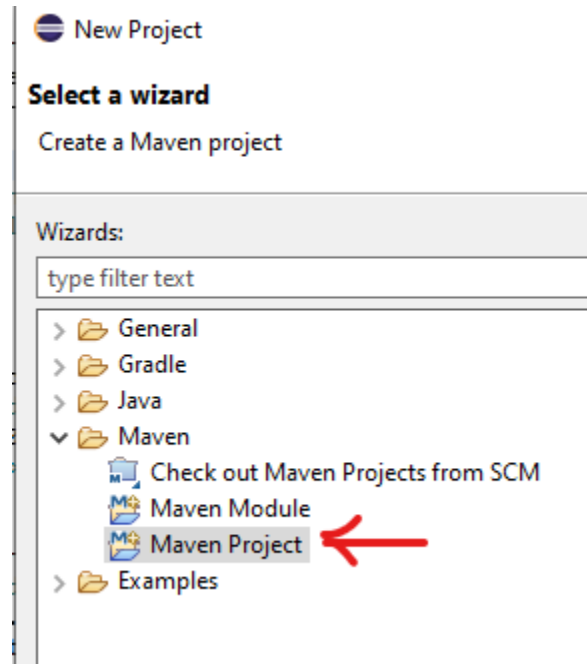 New Project
Select a wizard
Create a Maven project
Wizards:
type filter text
General
Gradle
Java
Maven
Check out Maven Projects from SCM
Maven Module
Maven Project
Examples